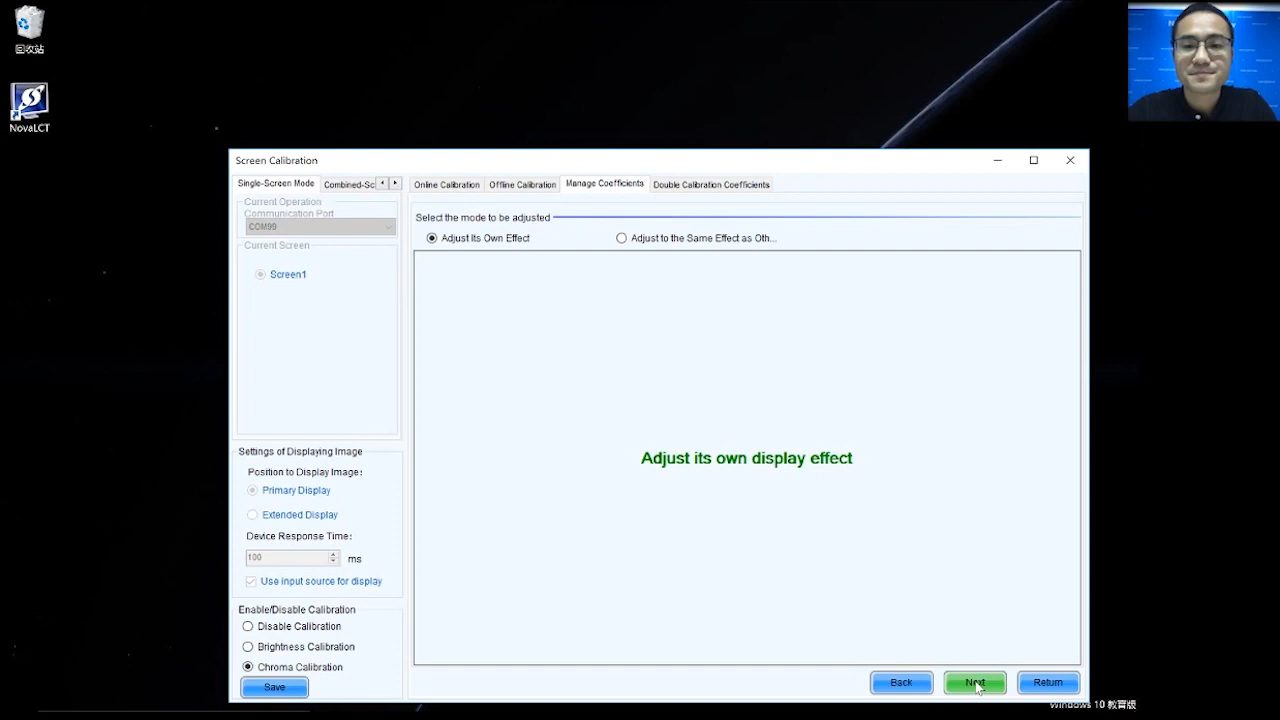 回收站
NovaLCT
Screen Calibration
Single-Screen Mode
Combined-Sc
Online Calibration
Offline Calibration
Manage Coefficients
Double Calibration Coefficients
Current Operation
Communication Port
COM99
Current Screen
Screen1
Select the mode to be adjusted
Adjust Its Own Effect
Adjust to the Same Effect as Oth...
Adjust its own display effect
Settings of Displaying Image
Position to Display Image:
Primary Display
Extended Display
Device Response Time:
100
ms
Use input source for display
Enable/Disable Calibration
Disable Calibration
Brightness Calibration
Chroma Calibration
Save
Back
Next
Return
Windows 10 教育版